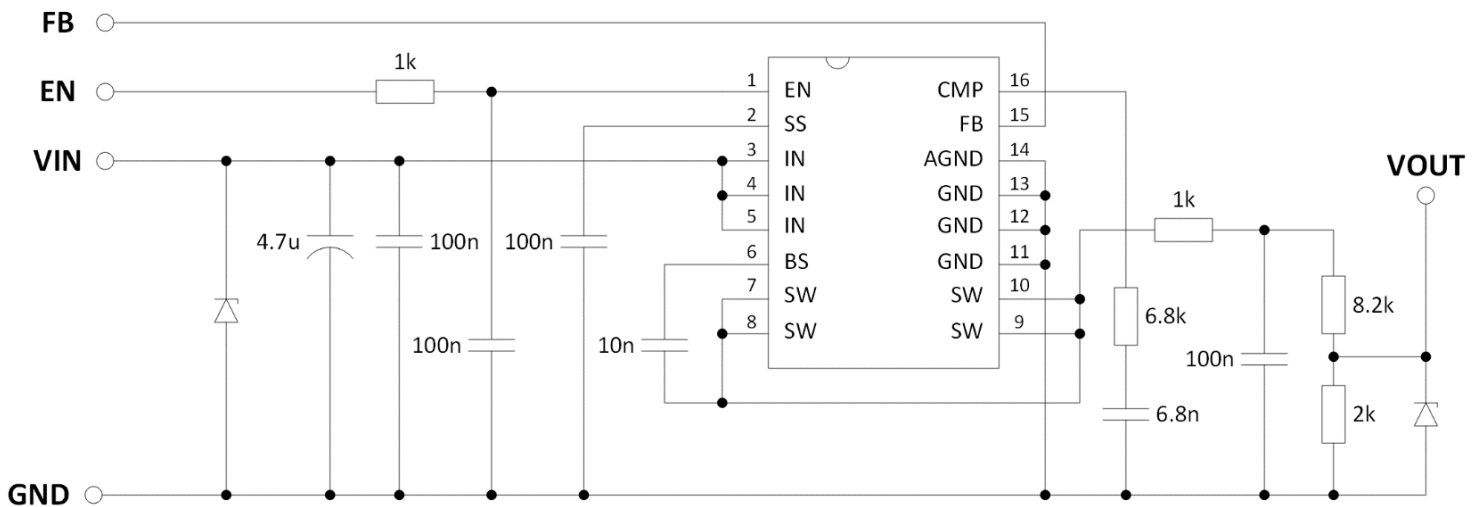 FB
1k
EN
1 EN CMP 16
2 SS FB 15
VIN
3 IN AGND 14
VOUT
4 IN GND 13
1k
5 IN GND 12
4.7u 100n 100n
6 BS GND 11
7 SW SW 10
8.2k
6.8k
8 SW SW 9
100n 10n
100n
6.8n 2k
GND